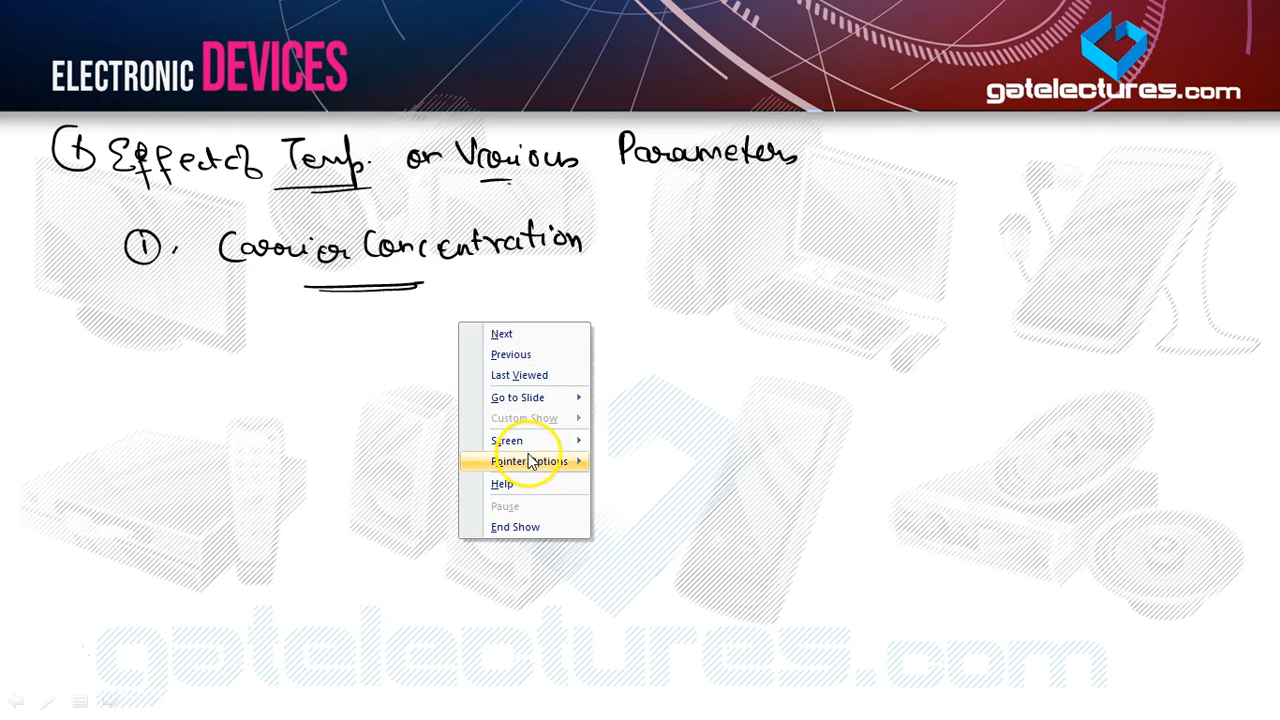 ELECTRONIC DEVICES
gatelectures.com
Effect of Temp. on Various Parameters
①. Carrier Concentration
Next
Previous
Last Viewed
Go to Slide
Custom Show
Screen
Pointer Options
Help
Pause
End Show
gatelectures.com